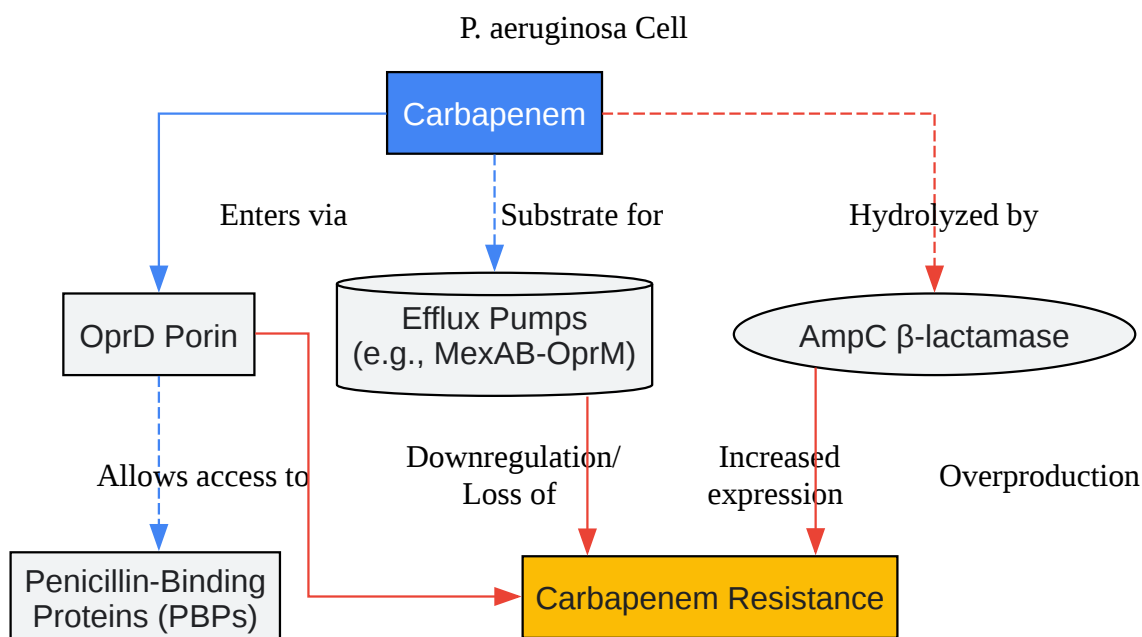 P. aeruginosa Cell
Carbapenem
Enters via
Substrate for
Hydrolyzed by
OprD Porin
Efflux Pumps
(e.g., MexAB-OprM)
AmpC β-lactamase
Allows access to
Downregulation/
Loss of
Increased
expression
Overproduction
Penicillin-Binding
Proteins (PBPs)
Carbapenem Resistance